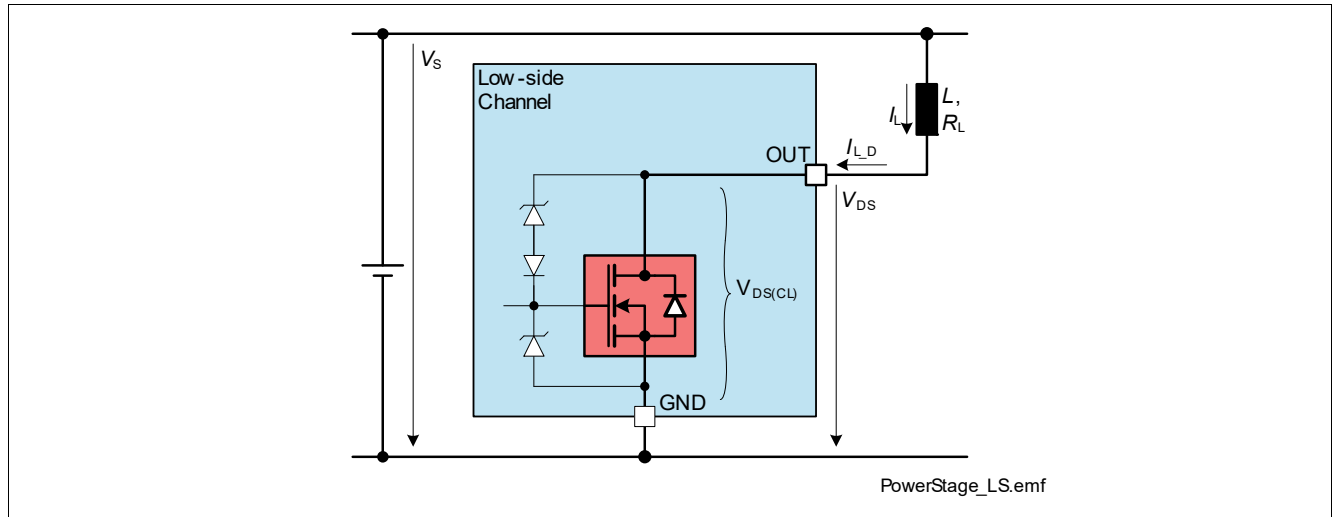 VS
Low-side
Channel
L,
RL
IL
IL_D
OUT
VDS
VDS(CL)
GND
PowerStage_LS.emf